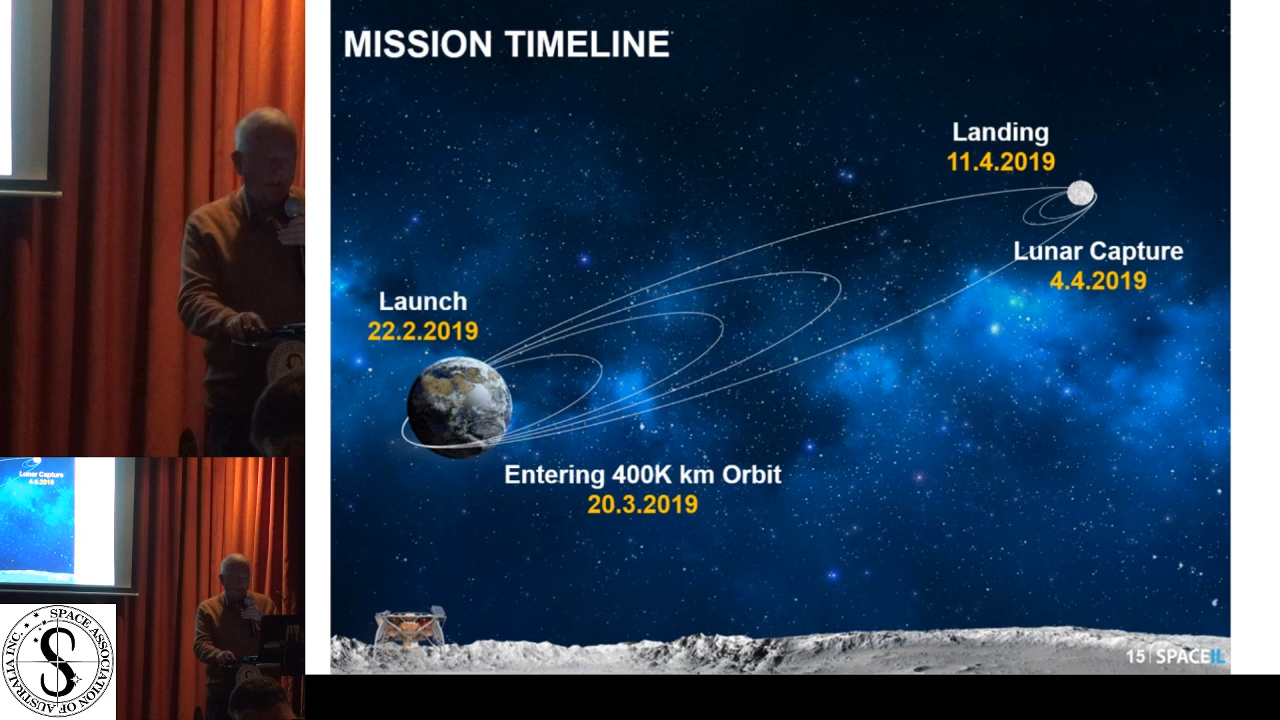 MISSION TIMELINE
Landing
11.4.2019
Lunar Capture
4.4.2019
Launch
22.2.2019
Entering 400K km Orbit
20.3.2019
15 | SPACEIL
Lunar Capture
4.4.2019
SPACE ASSOCIATION OF AUSTRALIA INC.
S